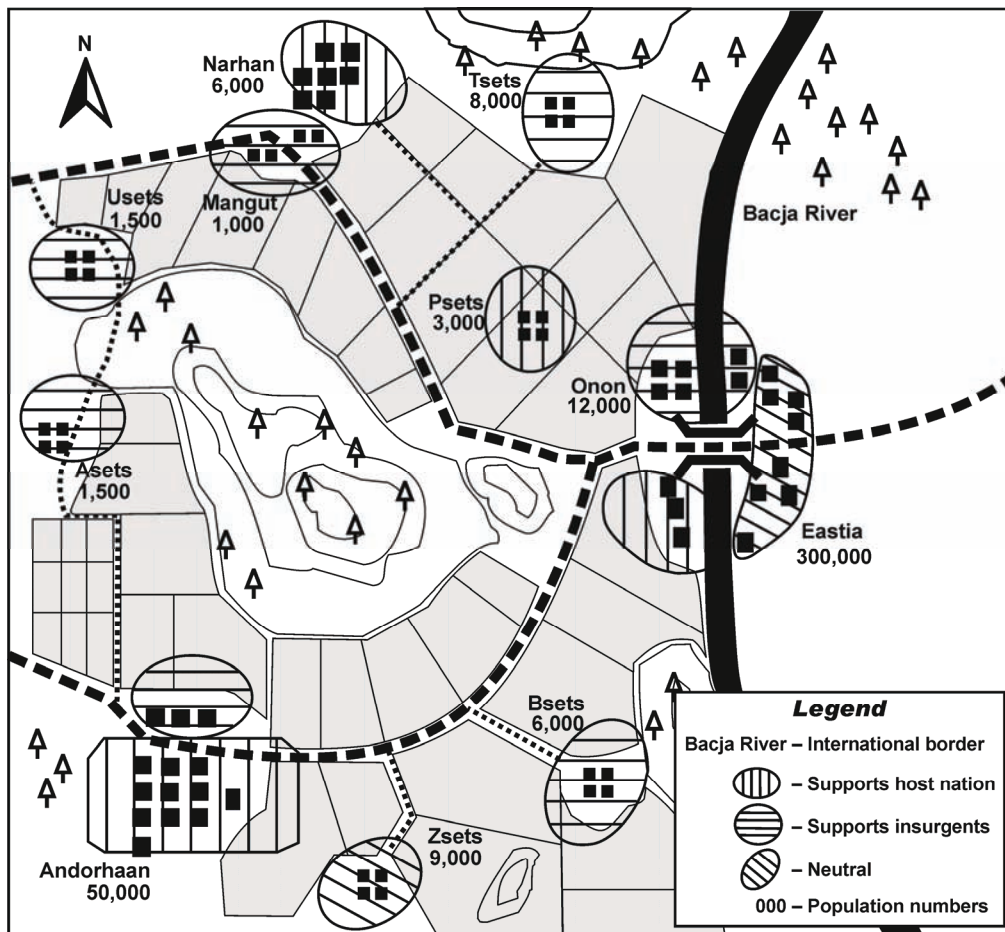 N
Narhan
6,000
Tsets
8,000
Usets
1,500
Mangut
1,000
Bacja River
Psets
3,000
Onon
12,000
Asets
1,500
Eastia
300,000
Bsets
6,000
Zsets
9,000
Andorhaan
50,000
Legend
Bacja River – International border
– Supports host nation
– Supports insurgents
– Neutral
000 – Population numbers